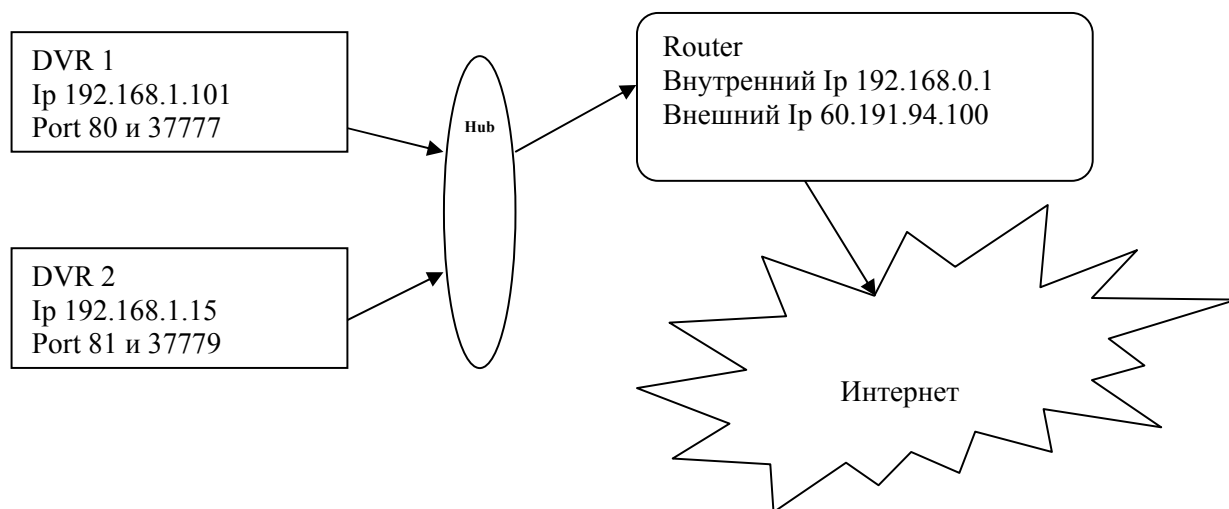 DVR 1
Ip 192.168.1.101
Port 80 и 37777
Hub
Router
Внутренний Ip 192.168.0.1
Внешний Ip 60.191.94.100
DVR 2
Ip 192.168.1.15
Port 81 и 37779
Интернет